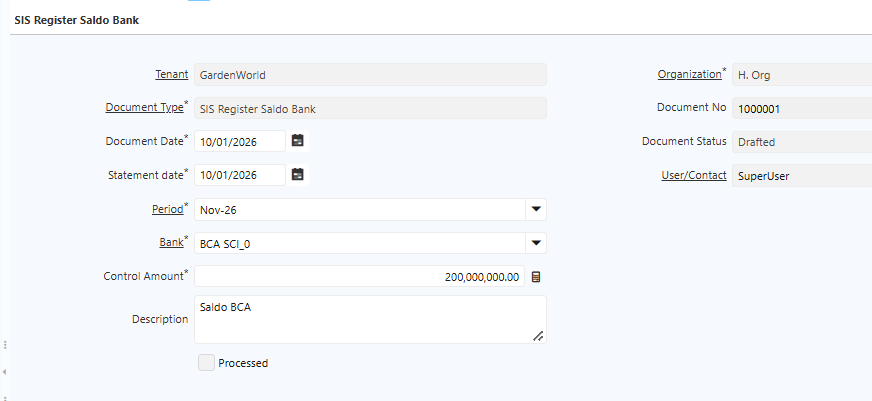 SIS Register Saldo Bank
Tenant GardenWorld Organization* H. Org
Document Type* SIS Register Saldo Bank Document No 1000001
Document Date* 10/01/2026 Document Status Drafted
Statement date* 10/01/2026 User/Contact SuperUser
Period* Nov-26
Bank* BCA SCI_0
Control Amount* 200,000,000.00
Description Saldo BCA
Processed